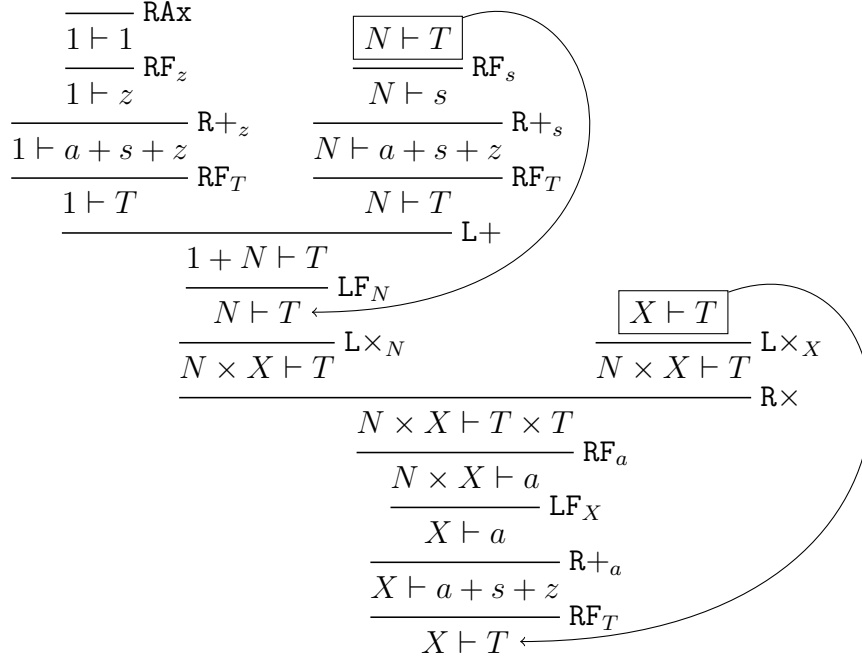 RAx
1 ⊢ 1 N ⊢ T
RF_z RF_s
1 ⊢ z N ⊢ s
R+_z R+_s
1 ⊢ a + s + z N ⊢ a + s + z
RF_T RF_T
1 ⊢ T N ⊢ T
L+
1 + N ⊢ T
LF_N
N ⊢ T X ⊢ T
L×_N L×_X
N × X ⊢ T N × X ⊢ T
R×
N × X ⊢ T × T
RF_a
N × X ⊢ a
LF_X
X ⊢ a
R+_a
X ⊢ a + s + z
RF_T
X ⊢ T